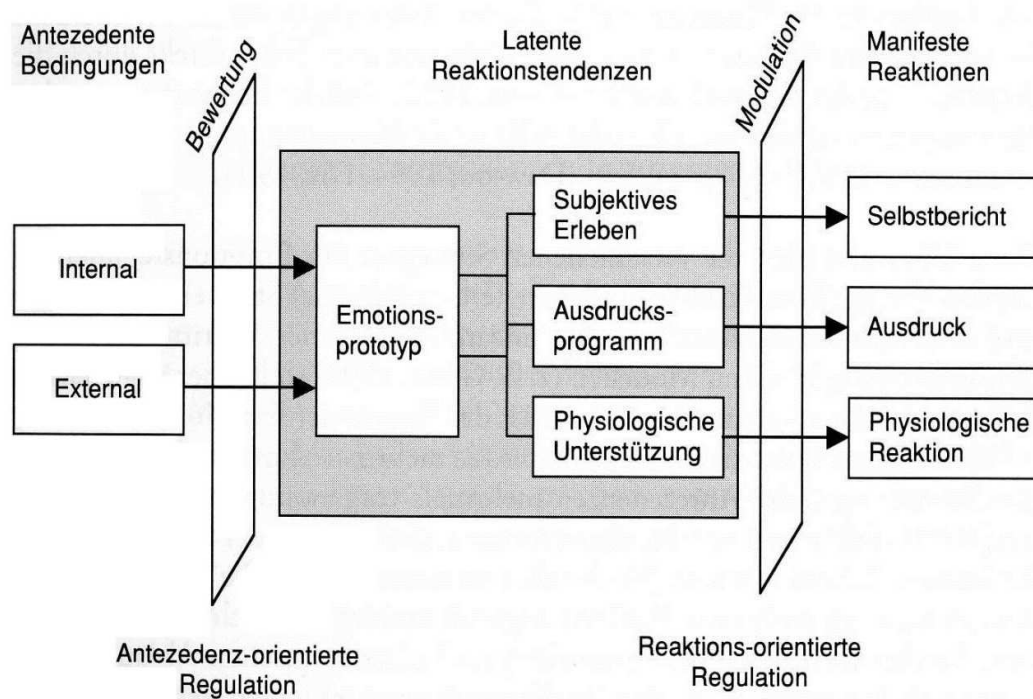 Antezedente
Bedingungen
Bewertung
Latente
Reaktionstendenzen
Modulation
Manifeste
Reaktionen
Internal
External
Emotions-
prototyp
Subjektives
Erleben
Ausdrucks-
programm
Physiologische
Unterstützung
Selbstbericht
Ausdruck
Physiologische
Reaktion
Antezedenz-orientierte
Regulation
Reaktions-orientierte
Regulation